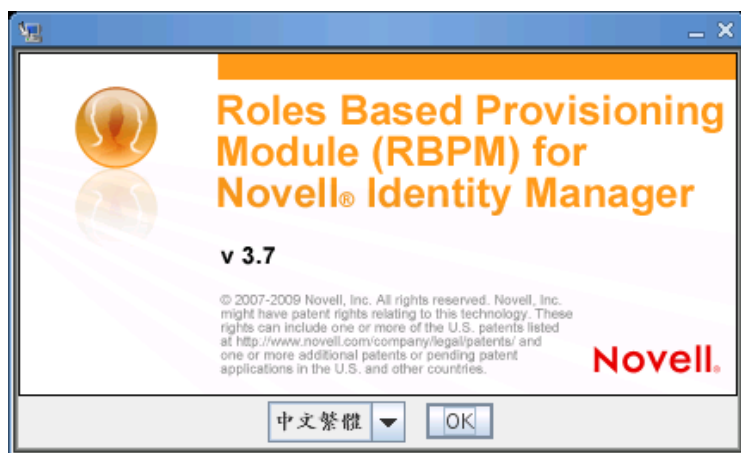 Roles Based Provisioning
Module (RBPM) for
Novell® Identity Manager
v 3.7
© 2007-2009 Novell, Inc. All rights reserved. Novell, Inc.
might have patent rights relating to this technology. These
rights can include one or more of the U.S. patents listed
at http://www.novell.com/company/legal/patents/ and
one or more additional patents or pending patent
applications in the U.S. and other countries.
Novell®
中文繁體
OK